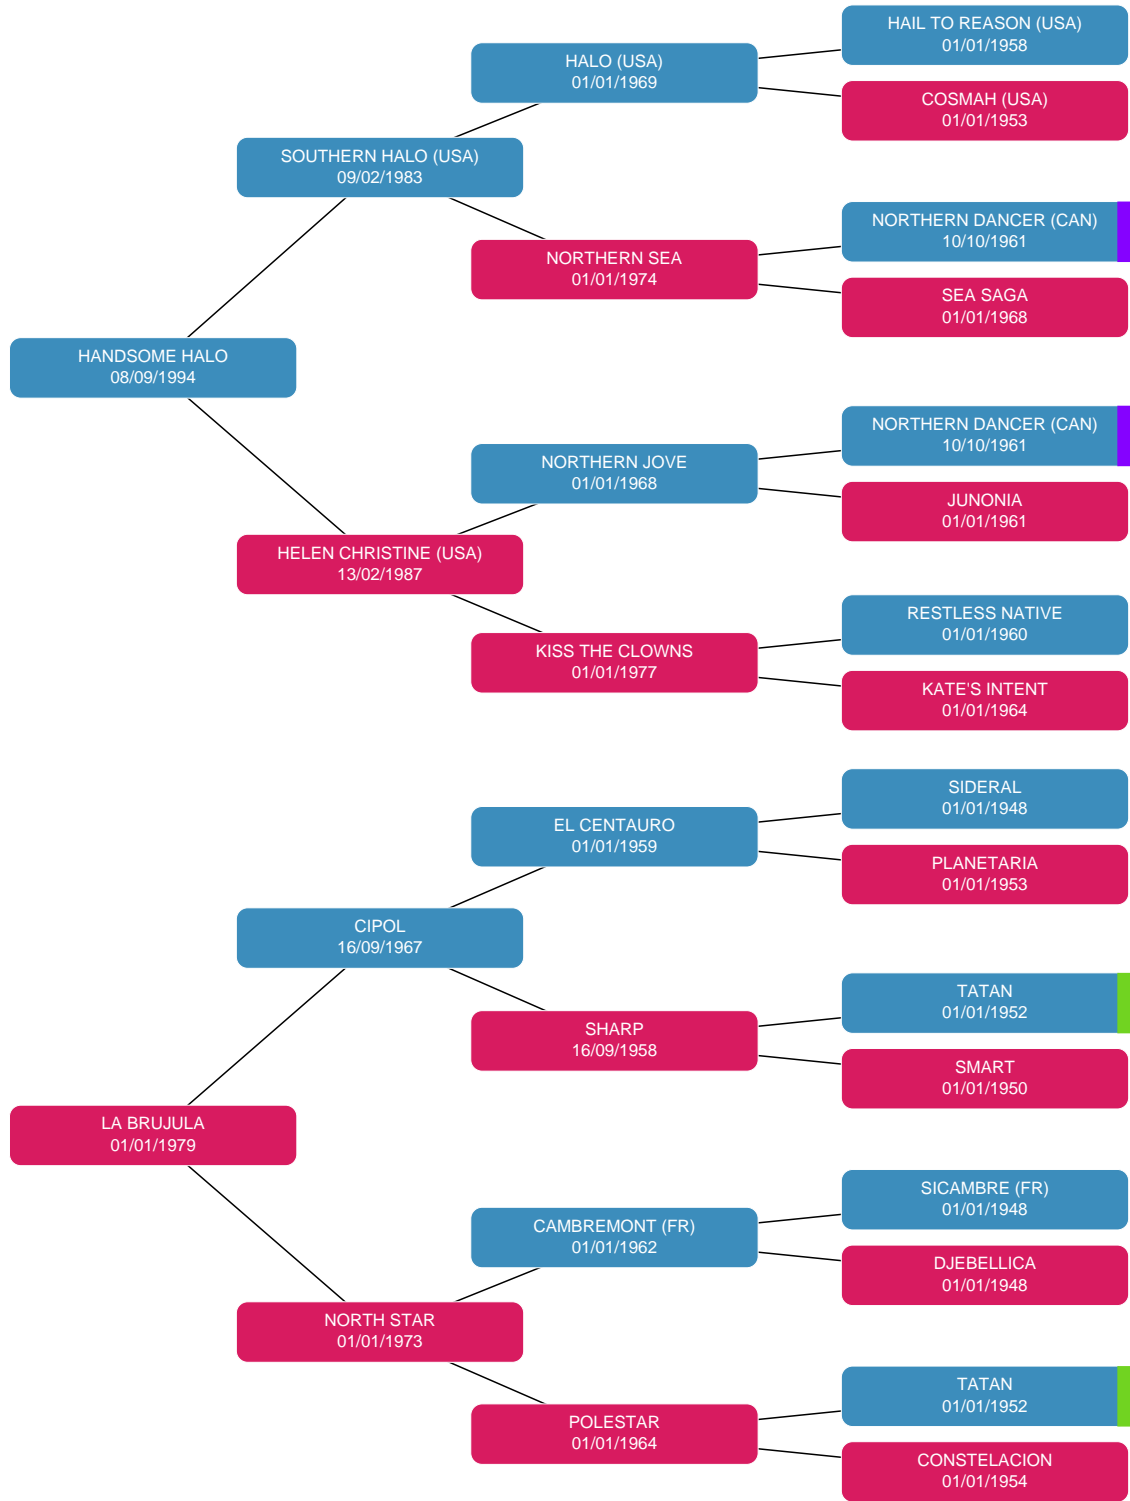 HAIL TO REASON (USA)
01/01/1958
HALO (USA)
01/01/1969
COSMAH (USA)
01/01/1953
SOUTHERN HALO (USA)
09/02/1983
NORTHERN DANCER (CAN)
10/10/1961
NORTHERN SEA
01/01/1974
SEA SAGA
01/01/1968
HANDSOME HALO
08/09/1994
NORTHERN DANCER (CAN)
10/10/1961
NORTHERN JOVE
01/01/1968
JUNONIA
01/01/1961
HELEN CHRISTINE (USA)
13/02/1987
RESTLESS NATIVE
01/01/1960
KISS THE CLOWNS
01/01/1977
KATE'S INTENT
01/01/1964
SIDERAL
01/01/1948
EL CENTAURO
01/01/1959
PLANETARIA
01/01/1953
CIPOL
16/09/1967
TATAN
01/01/1952
SHARP
16/09/1958
SMART
01/01/1950
LA BRUJULA
01/01/1979
SICAMBRE (FR)
01/01/1948
CAMBREMONT (FR)
01/01/1962
DJEBELLICA
01/01/1948
NORTH STAR
01/01/1973
TATAN
01/01/1952
POLESTAR
01/01/1964
CONSTELACION
01/01/1954